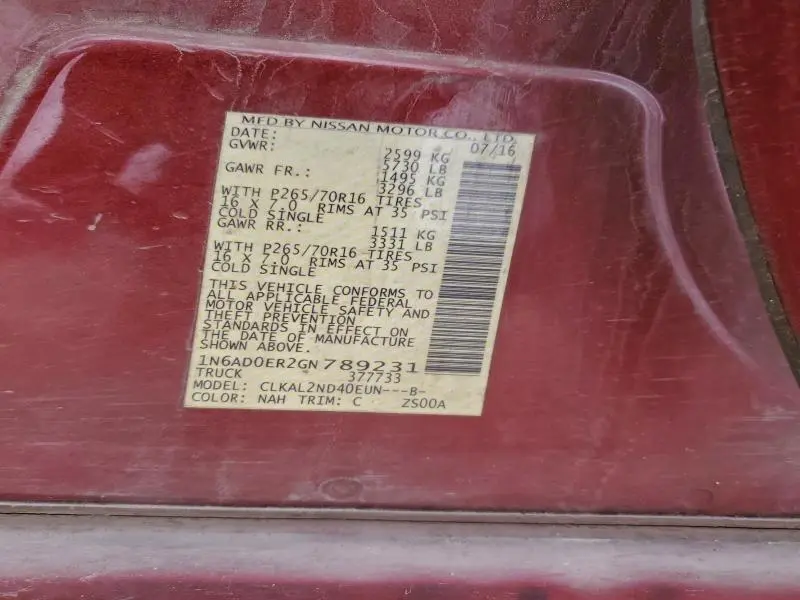 MFD BY NISSAN MOTOR CO., LTD.
DATE: 07/16
GVWR: 2599 KG
5730 LB
GAWR FR.: 1495 KG
3296 LB
WITH P265/70R16 TIRES
16 X 7.0 RIMS AT 35 PSI
COLD SINGLE
GAWR RR.: 1511 KG
3331 LB
WITH P265/70R16 TIRES
16 X 7.0 RIMS AT 35 PSI
COLD SINGLE
THIS VEHICLE CONFORMS TO
ALL APPLICABLE FEDERAL
MOTOR VEHICLE SAFETY AND
THEFT PREVENTION
STANDARDS IN EFFECT ON
THE DATE OF MANUFACTURE
SHOWN ABOVE.
1N6AD0ER2GN789231
TRUCK 377733
MODEL: CLKAL2ND40EUN---B-
COLOR: NAH TRIM: C ZS00A